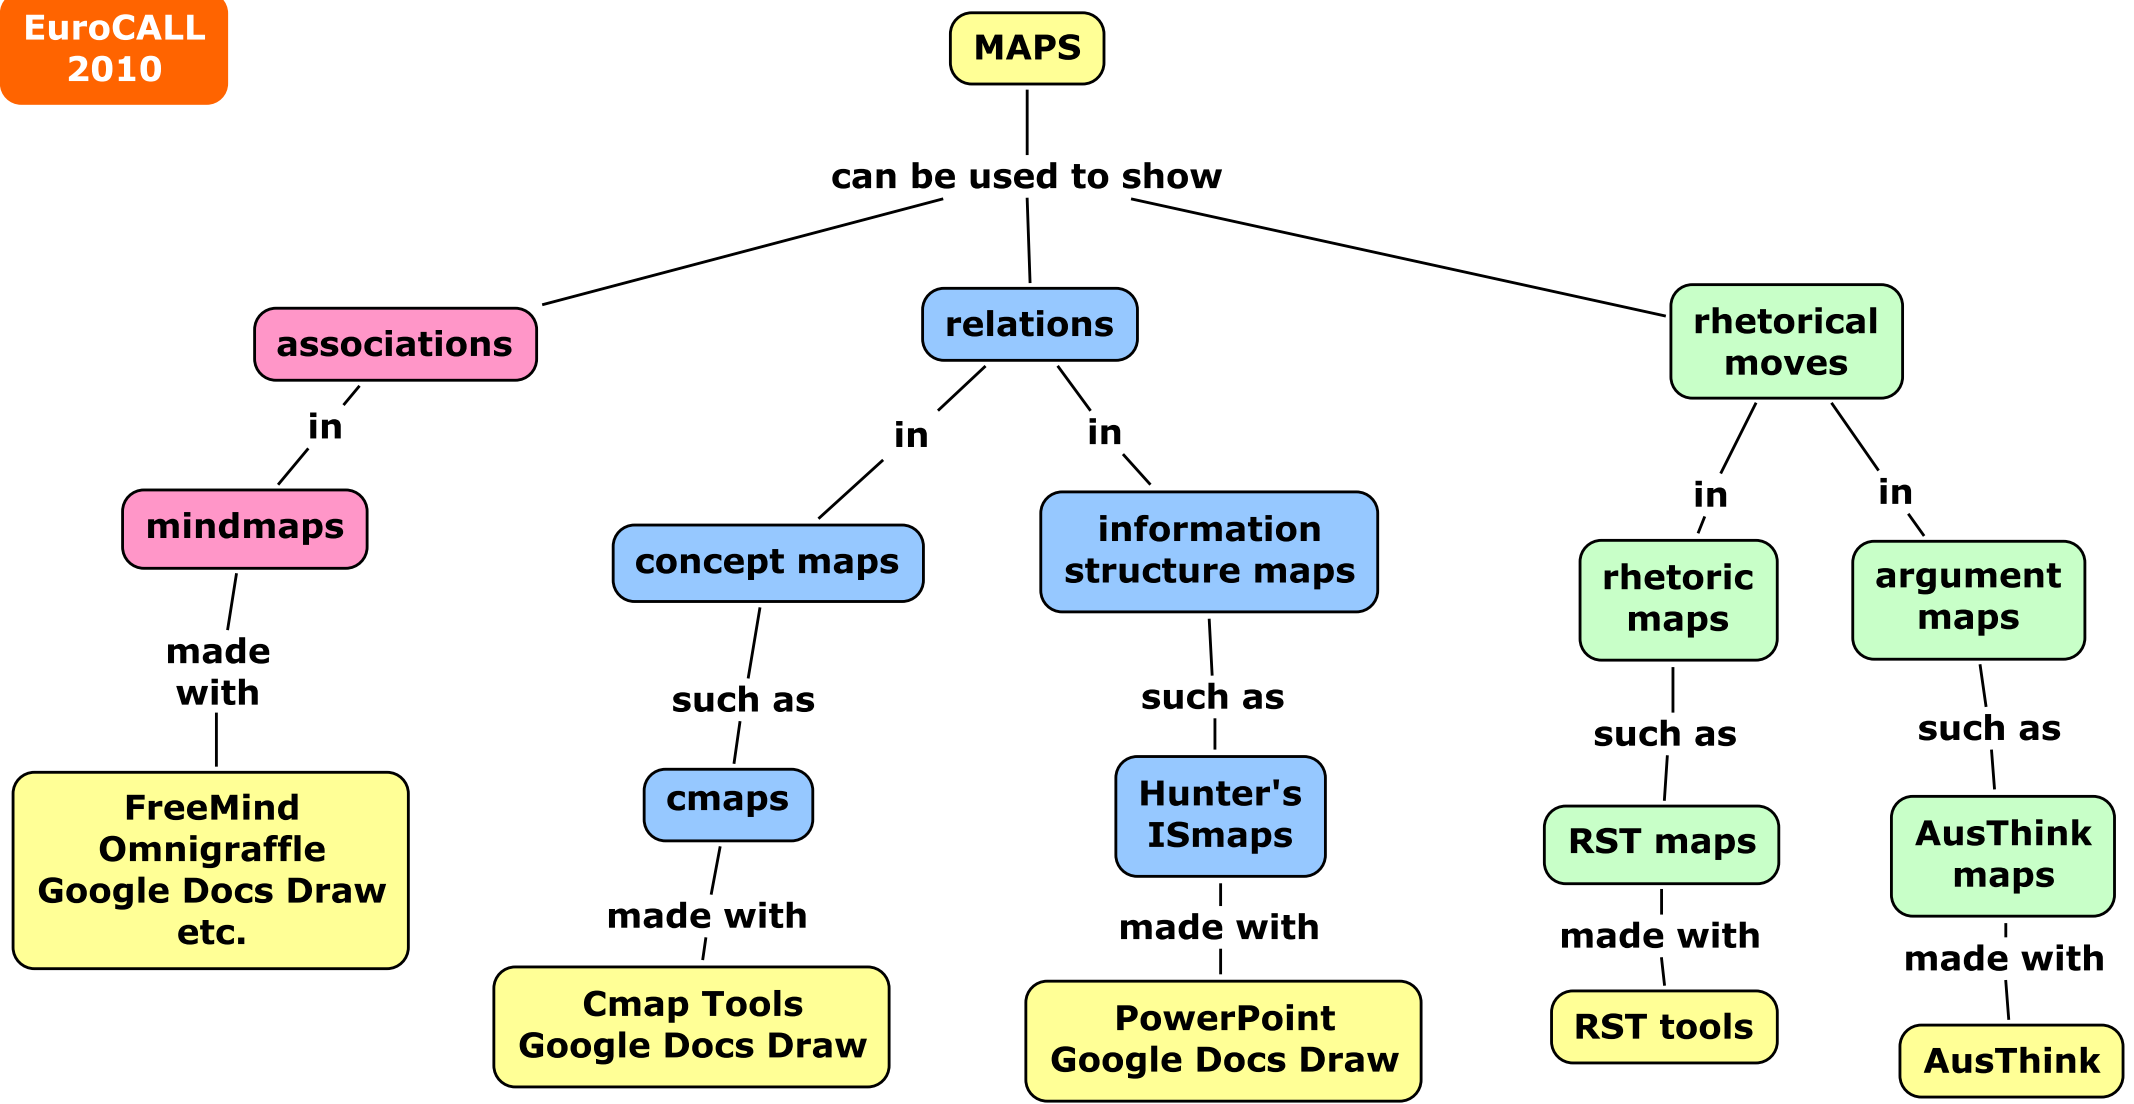 EuroCALL
2010
MAPS
can be used to show
associations
relations
rhetorical
moves
in
in
in
in
in
mindmaps
concept maps
information
structure maps
rhetoric
maps
argument
maps
made
with
such as
such as
such as
such as
FreeMind
Omnigraffle
Google Docs Draw
etc.
cmaps
Hunter's
ISmaps
RST maps
AusThink
maps
made with
made with
made with
made with
Cmap Tools
Google Docs Draw
PowerPoint
Google Docs Draw
RST tools
AusThink